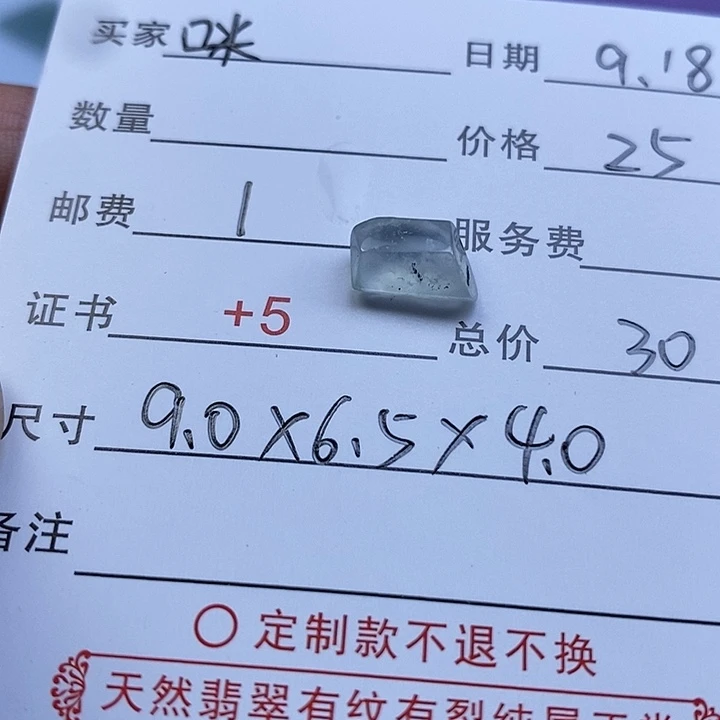 买家 咪 日期 9.18
数量 价格 25
邮费 1 服务费
证书 +5 总价 30
尺寸 9.0×6.5×4.0
备注
〇 定制款不退不换
天然翡翠有纹有裂纯属正常